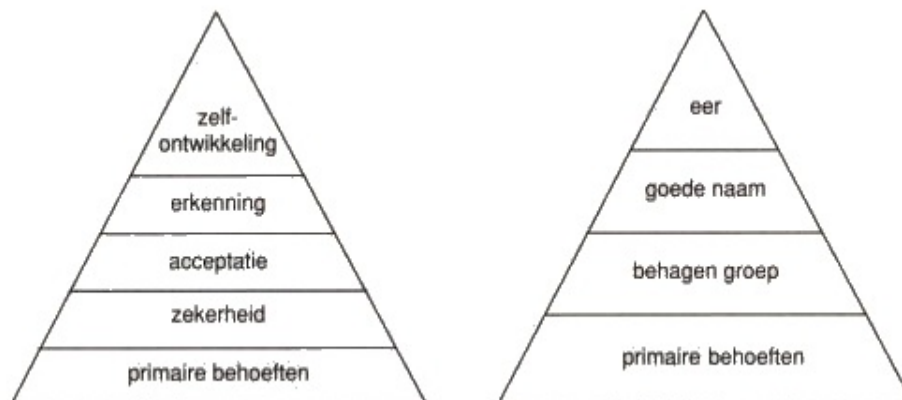 zelf-
ontwikkeling
erkenning
acceptatie
zekerheid
primaire behoeften
eer
goede naam
behagen groep
primaire behoeften